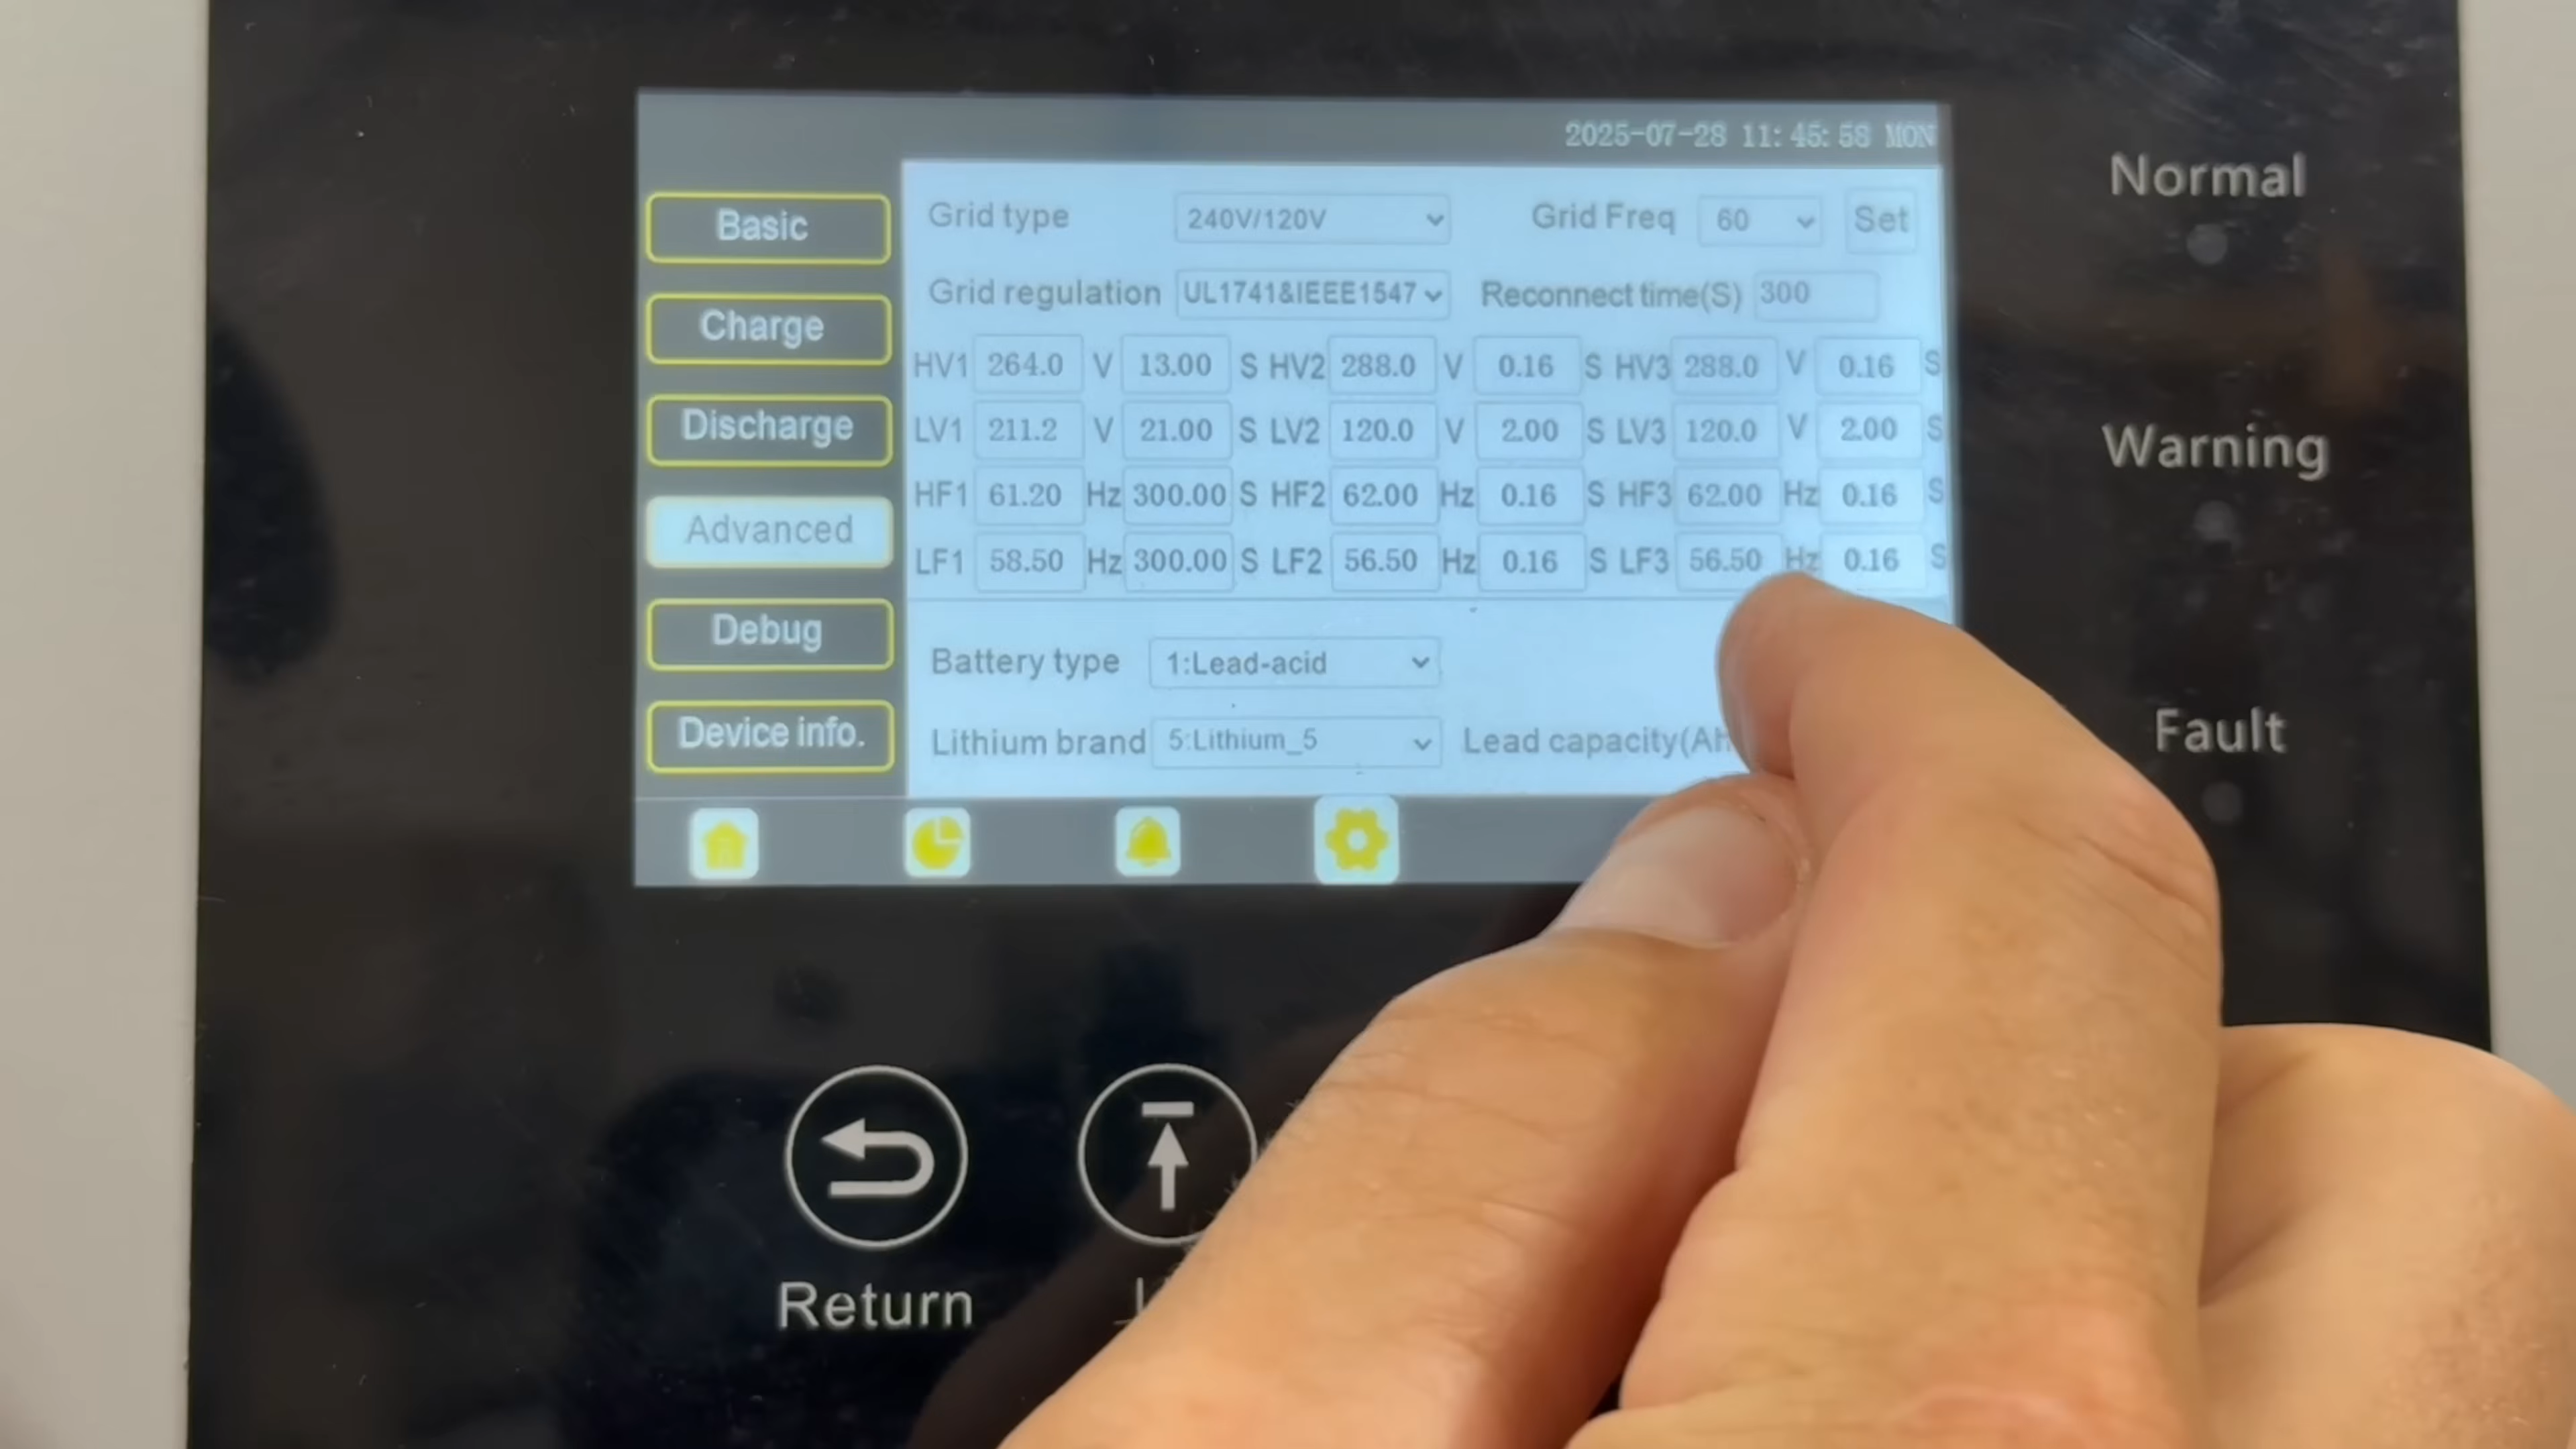 2025-07-28 11:45:58 MON
Basic
Charge
Discharge
Advanced
Debug
Device info.
Grid type 240V/120V Grid Freq 60 Set
Grid regulation UL1741&IEEE1547 Reconnect time(S) 300
HV1 264.0 V 13.00 S HV2 288.0 V 0.16 S HV3 288.0 V 0.16 S
LV1 211.2 V 21.00 S LV2 120.0 V 2.00 S LV3 120.0 V 2.00 S
HF1 61.20 Hz 300.00 S HF2 62.00 Hz 0.16 S HF3 62.00 Hz 0.16 S
LF1 58.50 Hz 300.00 S LF2 56.50 Hz 0.16 S LF3 56.50 Hz 0.16 S
Battery type 1:Lead-acid
Lithium brand 5:Lithium_5 Lead capacity(Ah
Normal
Warning
Fault
Return